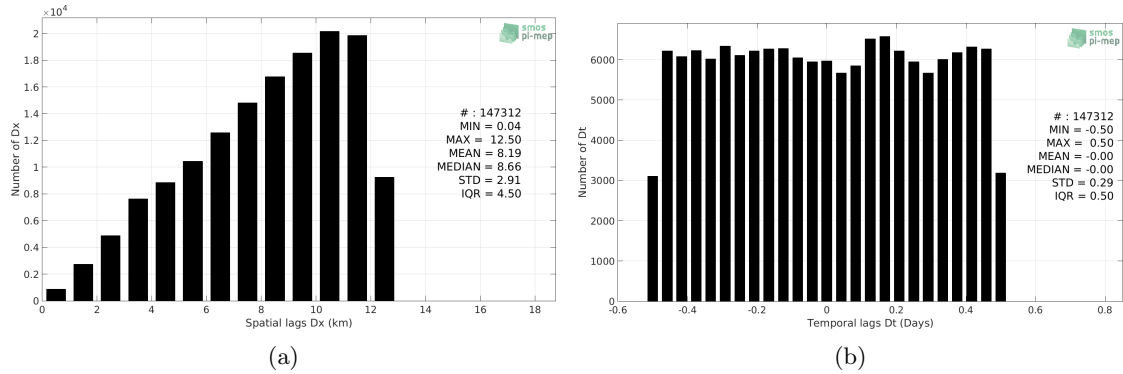 ×10⁴
2
1.8
1.6
1.4
1.2
1
0.8
0.6
0.4
0.2
0
Number of Dx
smos
pi-mep
# : 147312
MIN = 0.04
MAX = 12.50
MEAN = 8.19
MEDIAN = 8.66
STD = 2.91
IQR = 4.50
0 2 4 6 8 10 12 14 16 18
Spatial lags Dx (km)
(a)
6000
5000
4000
3000
2000
1000
0
Number of Dt
smos
pi-mep
# : 147312
MIN = -0.50
MAX = 0.50
MEAN = -0.00
MEDIAN = -0.00
STD = 0.29
IQR = 0.50
-0.6 -0.4 -0.2 0 0.2 0.4 0.6 0.8
Temporal lags Dt (Days)
(b)